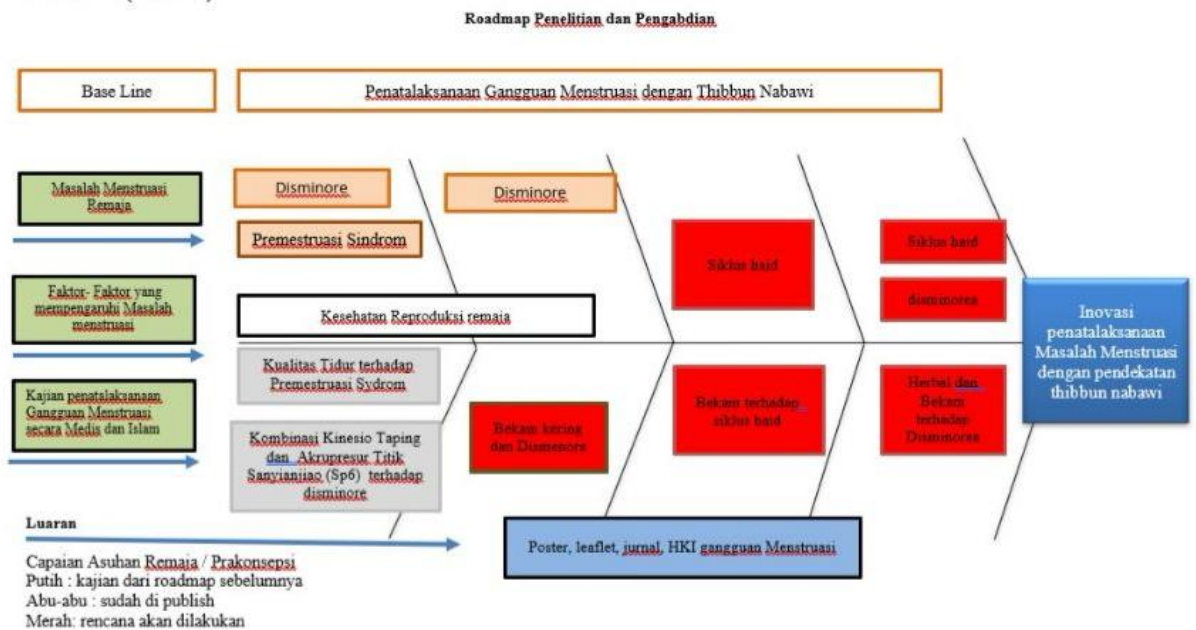 Roadmap Penelitian dan Pengabdian
Base Line
Penatalaksanaan Gangguan Menstruasi dengan Thibbun Nabawi
Masalah Menstruasi
Remaja
Faktor- Faktor yang
mempengaruhi Masalah
menstruasi
Kajian penatalaksanaan
Gangguan Menstruasi
secara Medis dan Islam
Disminore
Premestruasi Sindrom
Disminore
Kesehatan Reproduksi remaja
Kualitas Tidur terhadap
Premestruasi Sydrom
Kombinasi Kinesio Taping
dan Akrupresur Titik
Sanyianjiao (Sp6) terhadap
disminore
Bekam kering
dan Dismenore
Siklus haid
Bekam terhadap
siklus haid
Siklus haid
disminorea
Herbal dan
Bekam
terhadap
Disminorea
Inovasi
penatalaksanaan
Masalah Menstruasi
dengan pendekatan
thibbun nabawi
Luaran
Poster, leaflet, jurnal, HKI gangguan Menstruasi
Capaian Asuhan Remaja / Prakonsepsi
Putih : kajian dari roadmap sebelumnya
Abu-abu : sudah di publish
Merah: rencana akan dilakukan